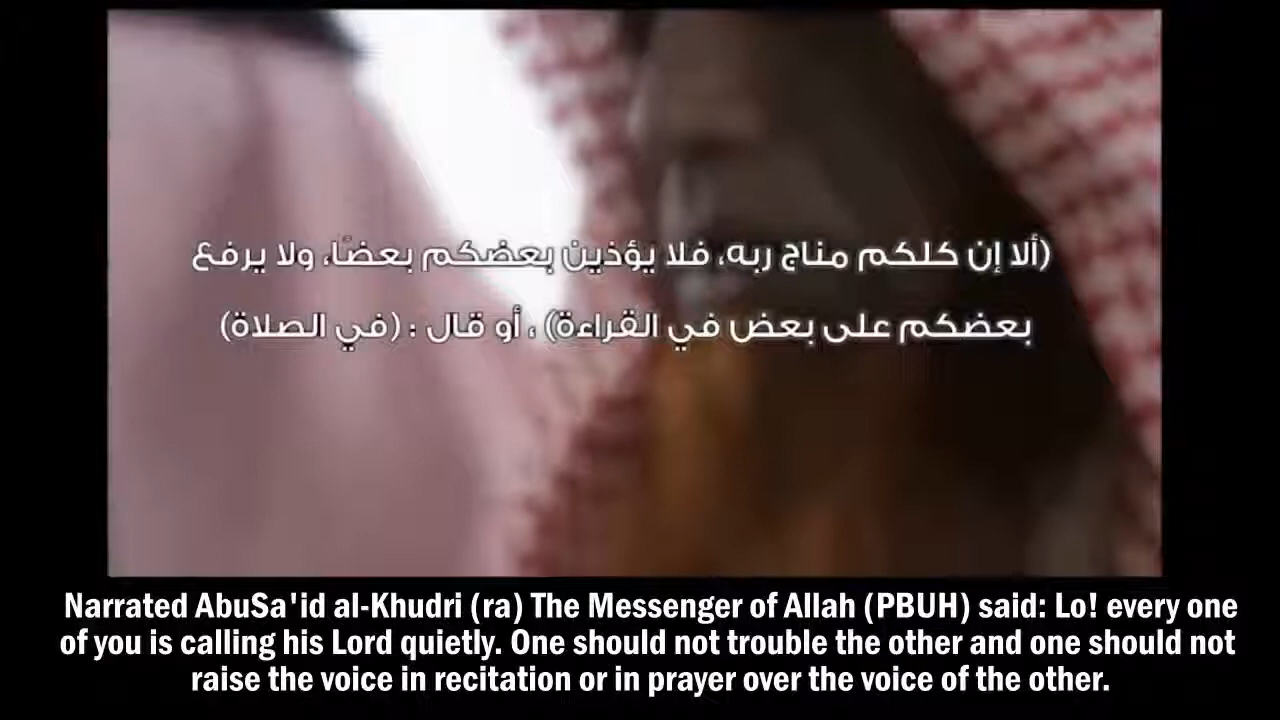 (ألا إن كلكم مناج ربه، فلا يؤذين بعضكم بعضًا، ولا يرفع
بعضكم على بعض في القراءة) ، أو قال : (في الصلاة)
Narrated AbuSa'id al-Khudri (ra) The Messenger of Allah (PBUH) said: Lo! every one
of you is calling his Lord quietly. One should not trouble the other and one should not
raise the voice in recitation or in prayer over the voice of the other.